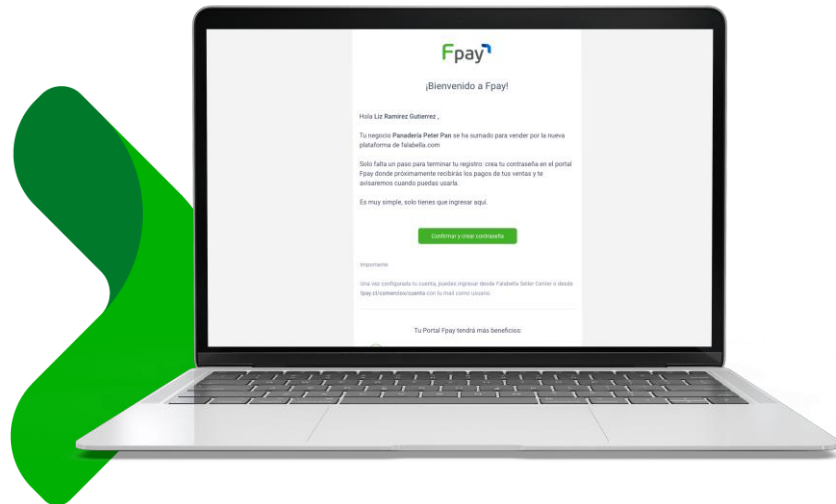 Fpay
¡Bienvenido a Fpay!
Hola Liz Ramirez Gutierrez ,
Tu negocio Panadería Peter Pan se ha sumado para vender por la nueva
plataforma de falabella.com
Solo falta un paso para terminar tu registro: crea tu contraseña en el portal
Fpay donde próximamente recibirás los pagos de tus ventas y te
avisaremos cuando puedas usarla.
Es muy simple, solo tienes que ingresar aquí.
Confirmar y crear contraseña
Importante:
Una vez configurada tu cuenta, puedes ingresar desde Falabella Seller Center o desde
fpay.cl/comercios/cuenta con tu mail como usuario.
Tu Portal Fpay tendrá más beneficios: